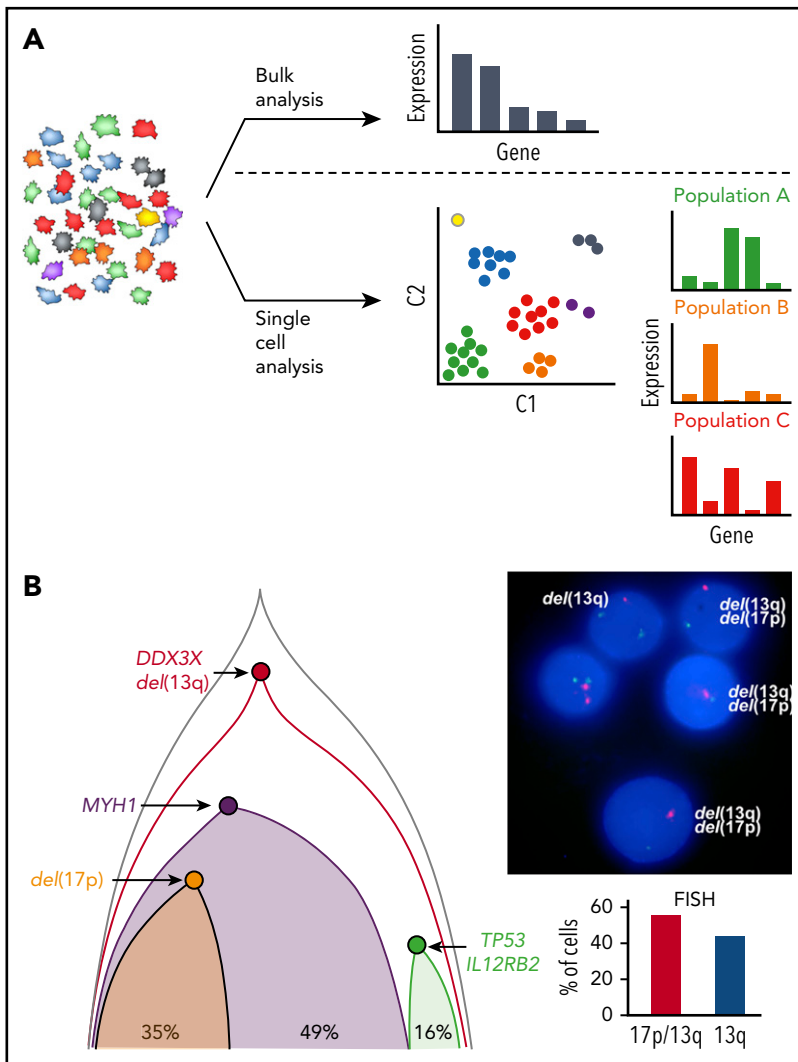 A
Bulk
analysis
Expression
Gene
Single
cell
analysis
C2
C1
Population A
Population B
Expression
Population C
Gene
B
DDX3X
del(13q)
MYH1
del(17p)
TP53
IL12RB2
35%
49%
16%
del(13q)
del(13q)
del(17p)
del(13q)
del(17p)
del(13q)
del(17p)
FISH
% of cells
60
40
20
0
17p/13q
13q